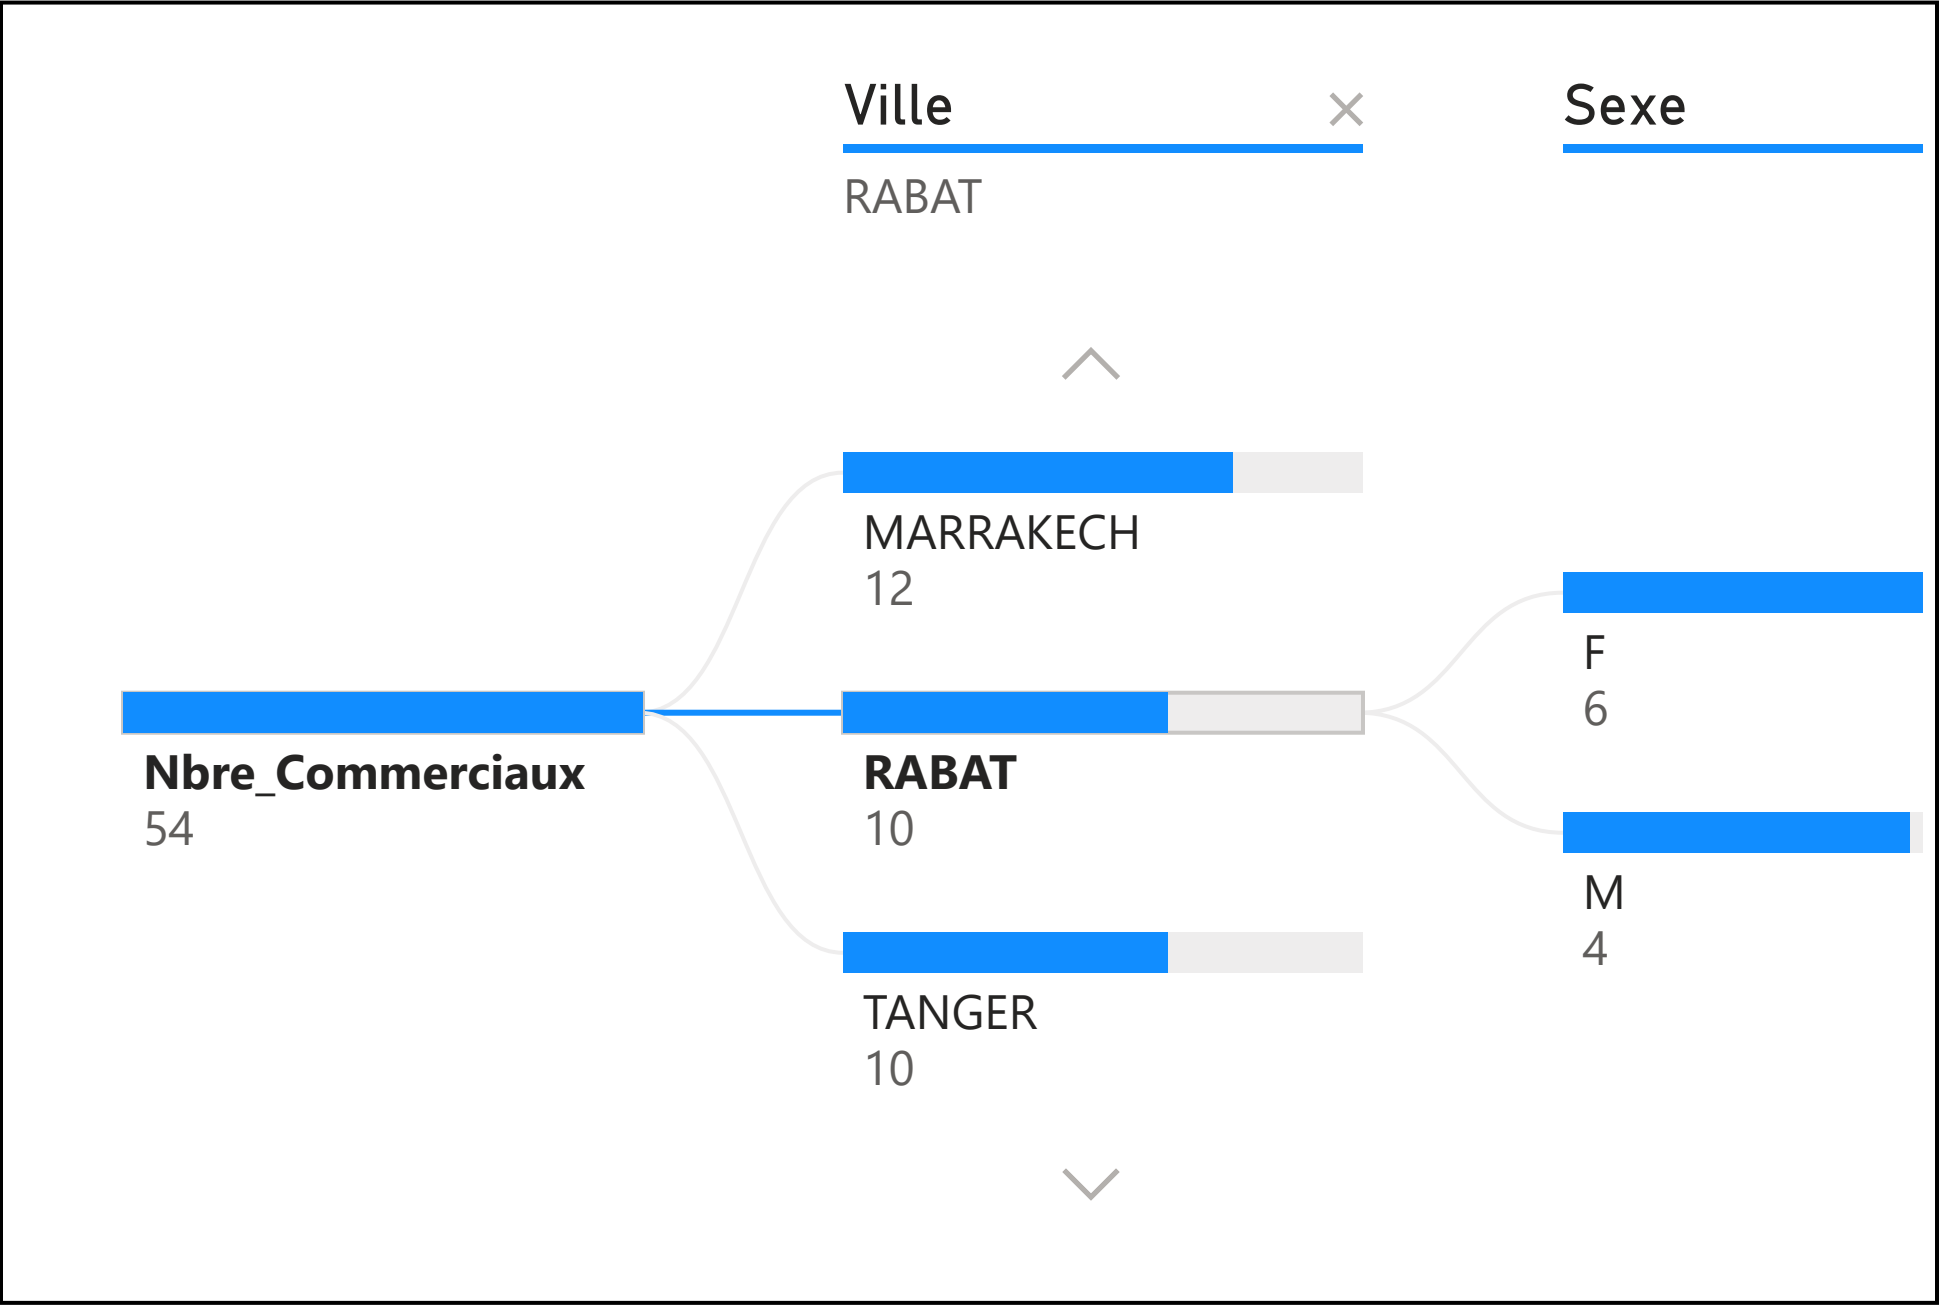 Ville
Sexe
RABAT
MARRAKECH
12
F
6
Nbre_Commerciaux
54
RABAT
10
M
4
TANGER
10